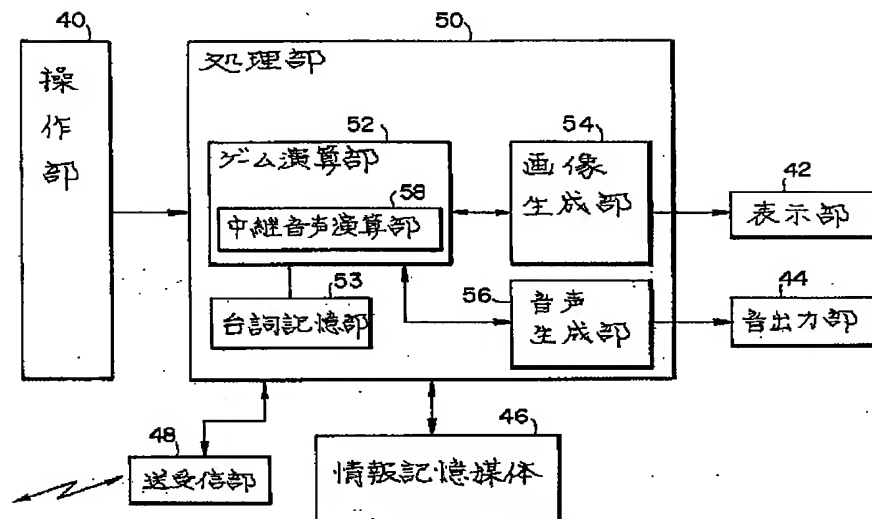 40
操
作
部
50
処理部
52
ゲーム演算部
58
中継音声演算部
53
台詞記憶部
54
画像
生成部
56
音声
生成部
42
表示部
44
音出力部
48
送受信部
46
情報記憶媒体